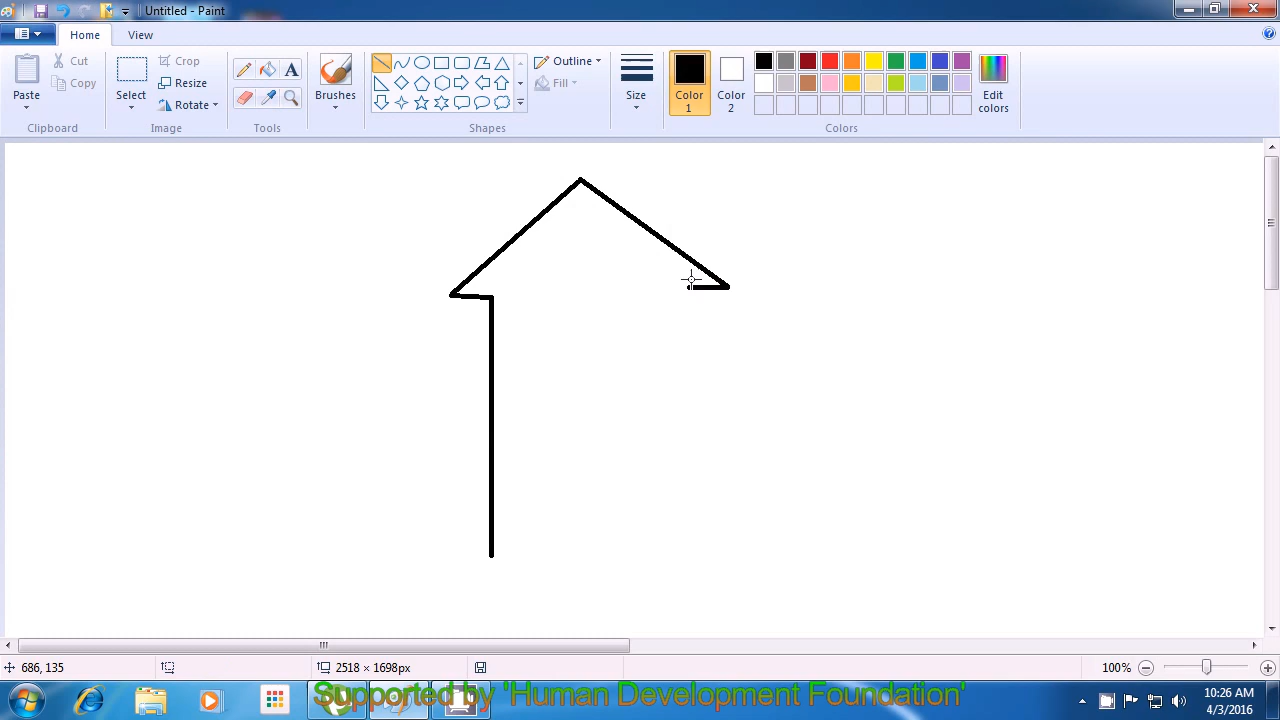 Untitled - Paint
Home
View
Paste
Cut
Copy
Clipboard
Select
Crop
Resize
Rotate
Image
A
Tools
Brushes
Outline
Fill
Shapes
Size
Color 1
Color 2
Edit colors
Colors
686, 135
2518 × 1698px
100%
Supported by 'Human Development Foundation'
10:26 AM
4/3/2016